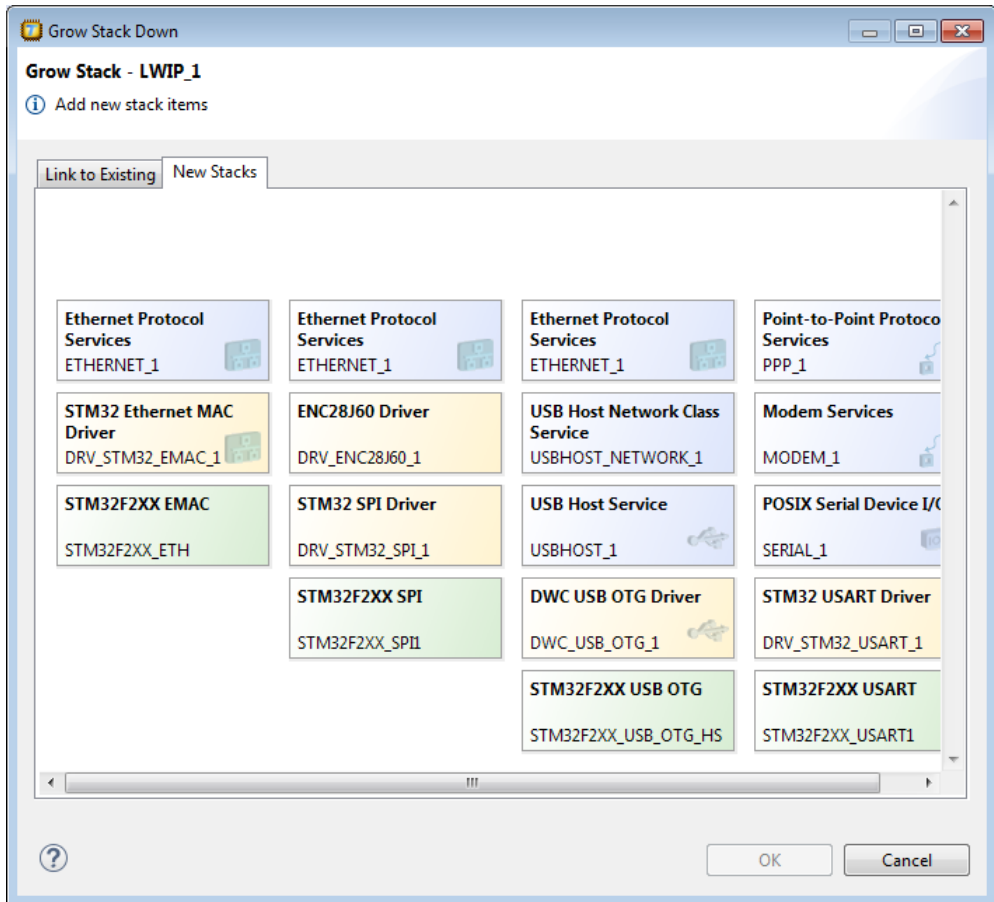 Grow Stack Down
Grow Stack - LWIP_1
Add new stack items
Link to Existing
New Stacks
Ethernet Protocol
Services
ETHERNET_1
STM32 Ethernet MAC
Driver
DRV_STM32_EMAC_1
STM32F2XX EMAC
STM32F2XX_ETH
Ethernet Protocol
Services
ETHERNET_1
ENC28J60 Driver
DRV_ENC28J60_1
STM32 SPI Driver
DRV_STM32_SPI_1
STM32F2XX SPI
STM32F2XX_SPI1
Ethernet Protocol
Services
ETHERNET_1
USB Host Network Class
Service
USBHOST_NETWORK_1
USB Host Service
USBHOST_1
DWC USB OTG Driver
DWC_USB_OTG_1
STM32F2XX USB OTG
STM32F2XX_USB_OTG_HS
Point-to-Point Protoco
Services
PPP_1
Modem Services
MODEM_1
POSIX Serial Device I/
SERIAL_1
STM32 USART Driver
DRV_STM32_USART_1
STM32F2XX USART
STM32F2XX_USART1
OK
Cancel